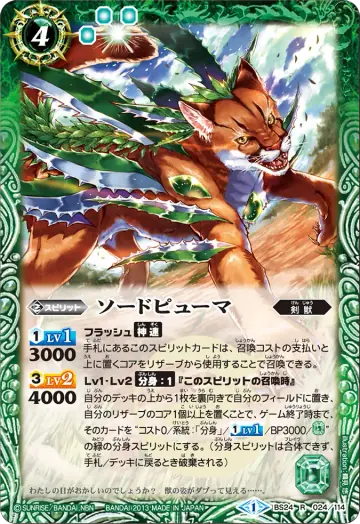 4
スピリット ソードピューマ 剣獣
けん じゅう
1 Lv1 3000
3 Lv2 4000
フラッシュ 神速
手札にあるこのスピリットカードは、召喚コストの支払いと
上に置くコアをリザーブから使用することで召喚できる。
Lv1・Lv2 分身:1 『このスピリットの召喚時』
自分のデッキの上から1枚を裏向きで自分のフィールドに置き、
自分のリザーブのコア1個以上を置くことで、ゲーム終了時まで、
そのカードを“コスト0/系統:「分身」/1Lv1/BP3000/”
の緑の分身スピリットにする。(分身スピリットは合体できず、
手札/デッキに戻るとき破棄される)
わたしの目がおかしいのでしょうか? 獣の姿がダブって見える……。
©SUNRISE/BANDAI,NBN BANDAI 2013 MADE IN JAPAN 1 BS24 R 024/114